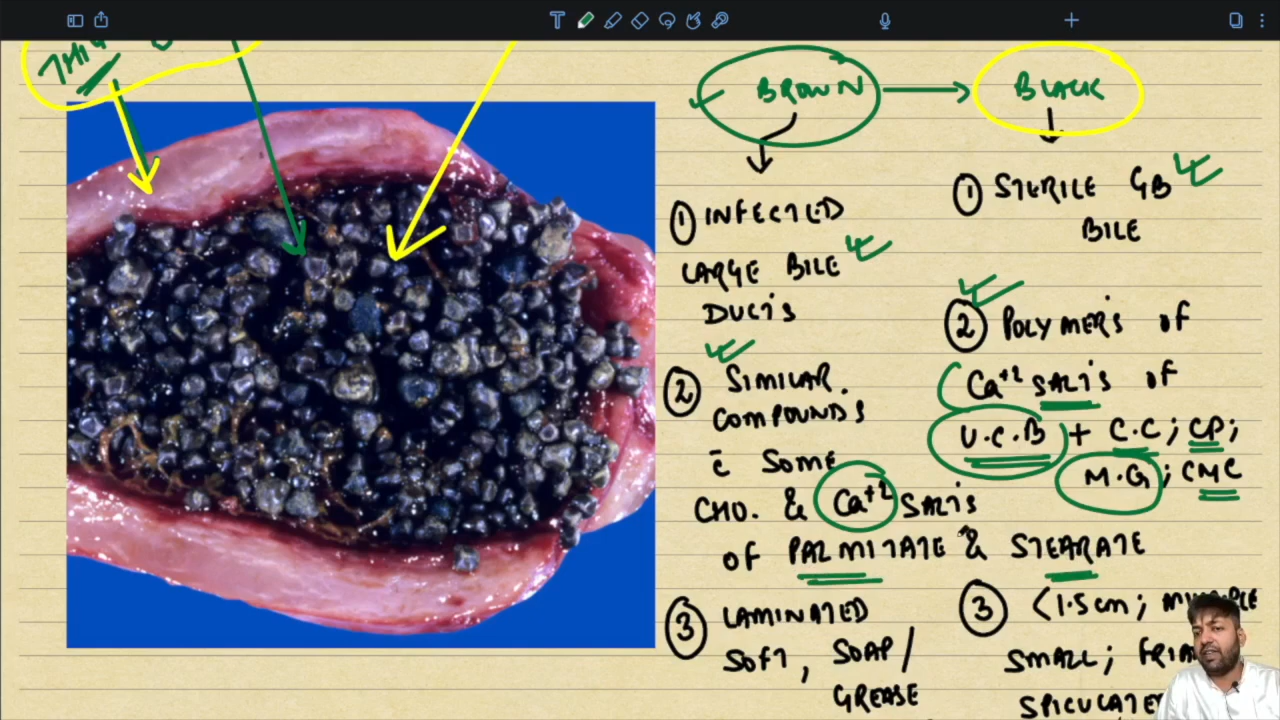 THICK
BROWN
BLACK
① INFECTED
LARGE BILE
DUCTS
② SIMILAR
COMPOUNDS
c̄ SOME
CHO. & Ca+2 SALTS
OF PALMITATE & STEARATE
③ LAMINATED
SOFT, SOAP/
GREASE
① STERILE GB
BILE
② POLYMERS OF
Ca+2 SALTS OF
U.C.B + C.C; CP;
M.G; CMC
③ <1.5cm;
SMALL;
SPICULATED